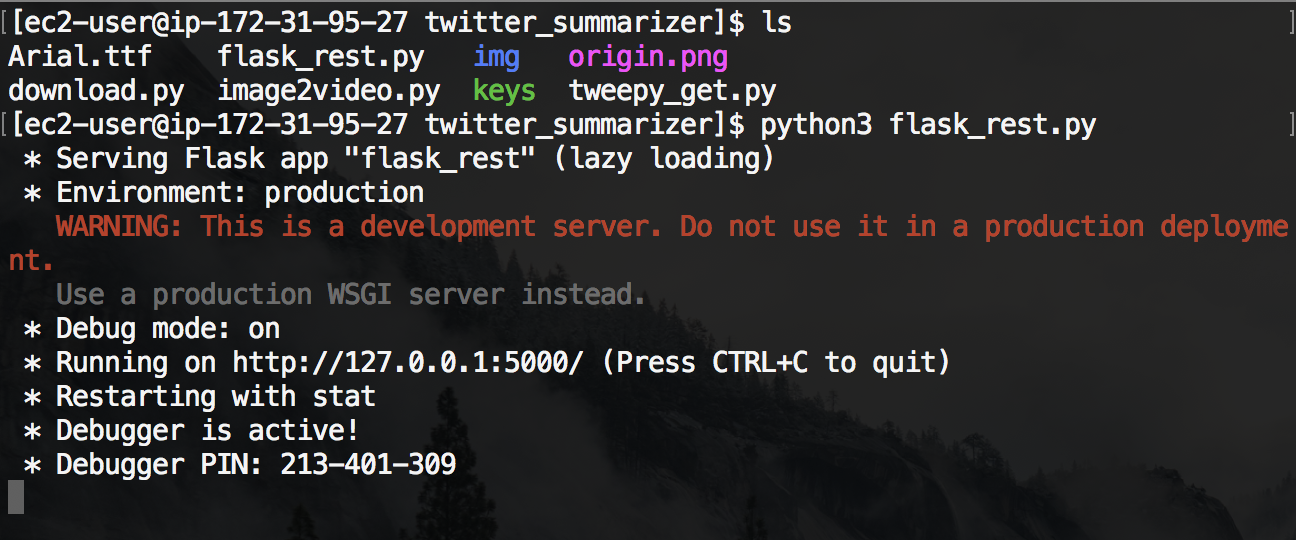 [[ec2-user@ip-172-31-95-27 twitter_summarizer]$ ls ]
Arial.ttf    flask_rest.py   img   origin.png
download.py  image2video.py  keys  tweepy_get.py
[[ec2-user@ip-172-31-95-27 twitter_summarizer]$ python3 flask_rest.py ]
 * Serving Flask app "flask_rest" (lazy loading)
 * Environment: production
   WARNING: This is a development server. Do not use it in a production deployme
nt.
   Use a production WSGI server instead.
 * Debug mode: on
 * Running on http://127.0.0.1:5000/ (Press CTRL+C to quit)
 * Restarting with stat
 * Debugger is active!
 * Debugger PIN: 213-401-309